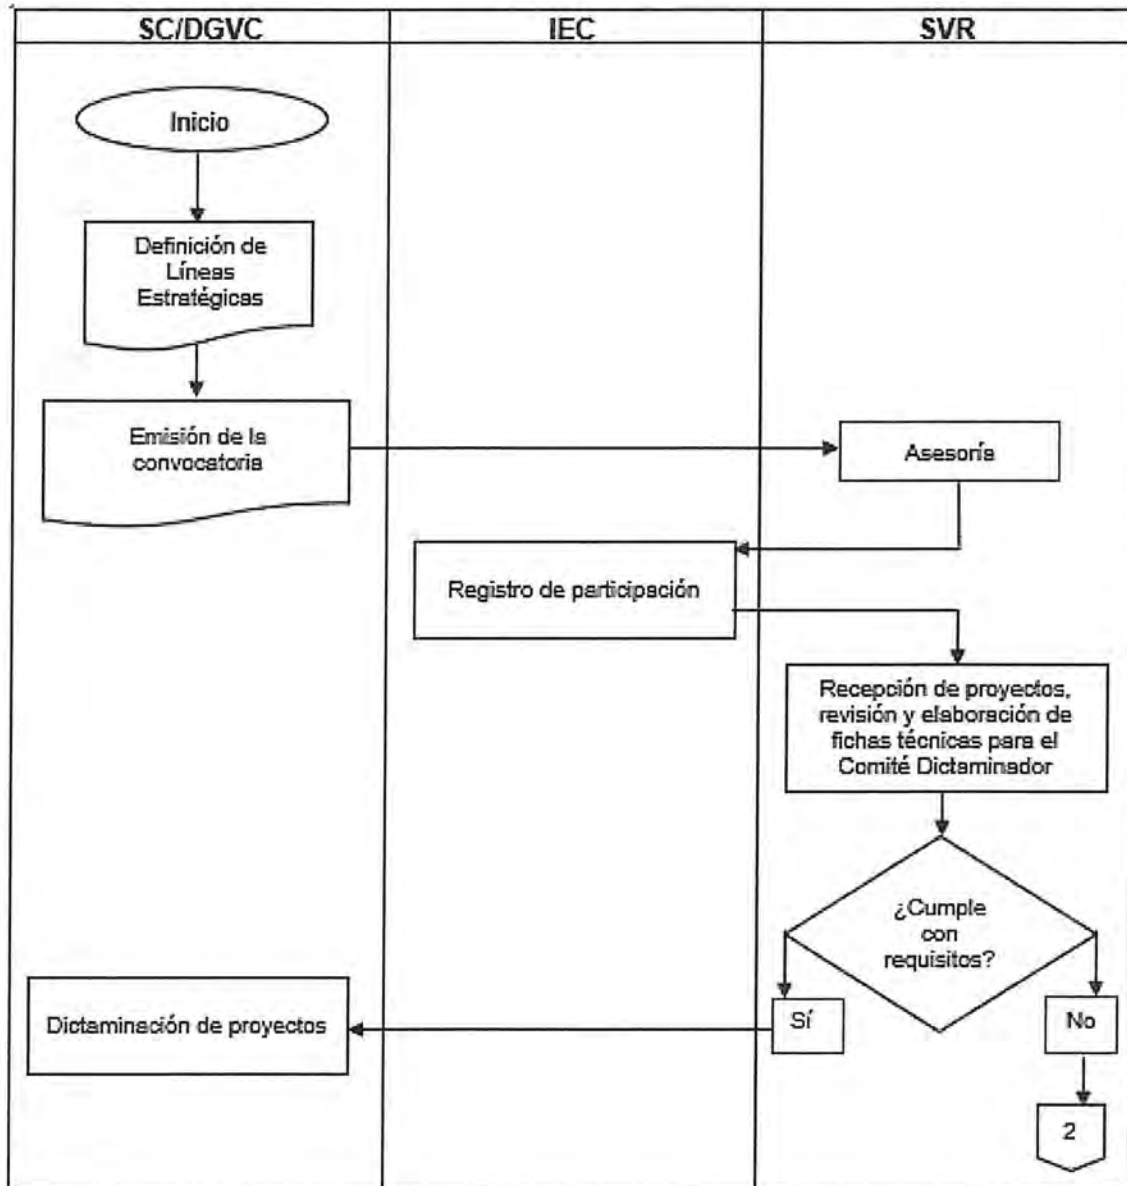 SC/DGVC
IEC
SVR
Inicio
Definición de
Líneas
Estratégicas
Emisión de la
convocatoria
Asesoría
Registro de participación
Recepción de proyectos,
revisión y elaboración de
fichas técnicas para el
Comité Dictaminador
¿Cumple
con
requisitos?
Dictaminación de proyectos
Sí
No
2